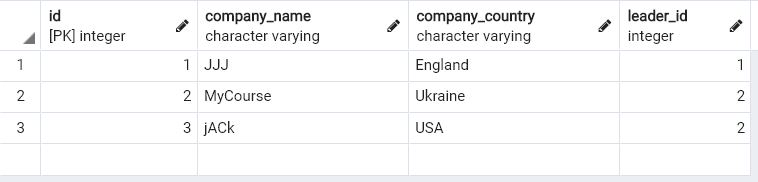 id company_name company_country leader_id
[PK] integer character varying character varying integer
1 1 JJJ England 1
2 2 MyCourse Ukraine 2
3 3 jACk USA 2